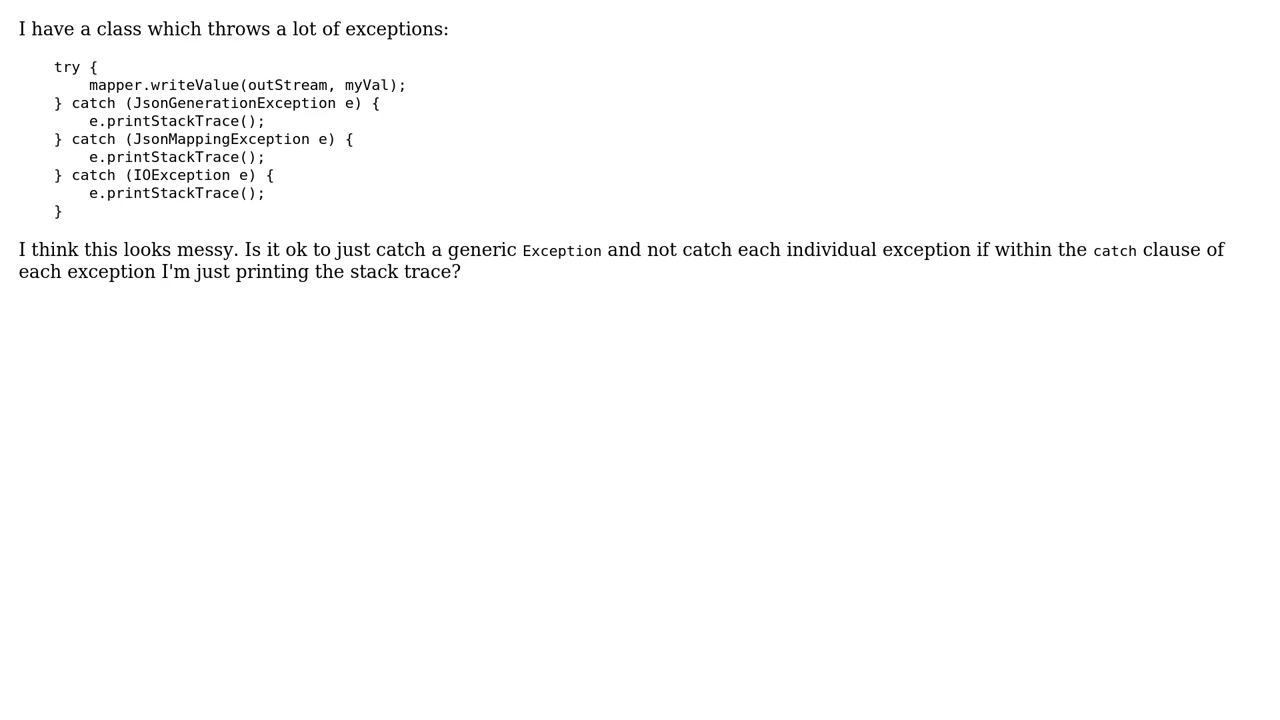 I have a class which throws a lot of exceptions:
try {
    mapper.writeValue(outStream, myVal);
} catch (JsonGenerationException e) {
    e.printStackTrace();
} catch (JsonMappingException e) {
    e.printStackTrace();
} catch (IOException e) {
    e.printStackTrace();
}
I think this looks messy. Is it ok to just catch a generic Exception and not catch each individual exception if within the catch clause of
each exception I'm just printing the stack trace?